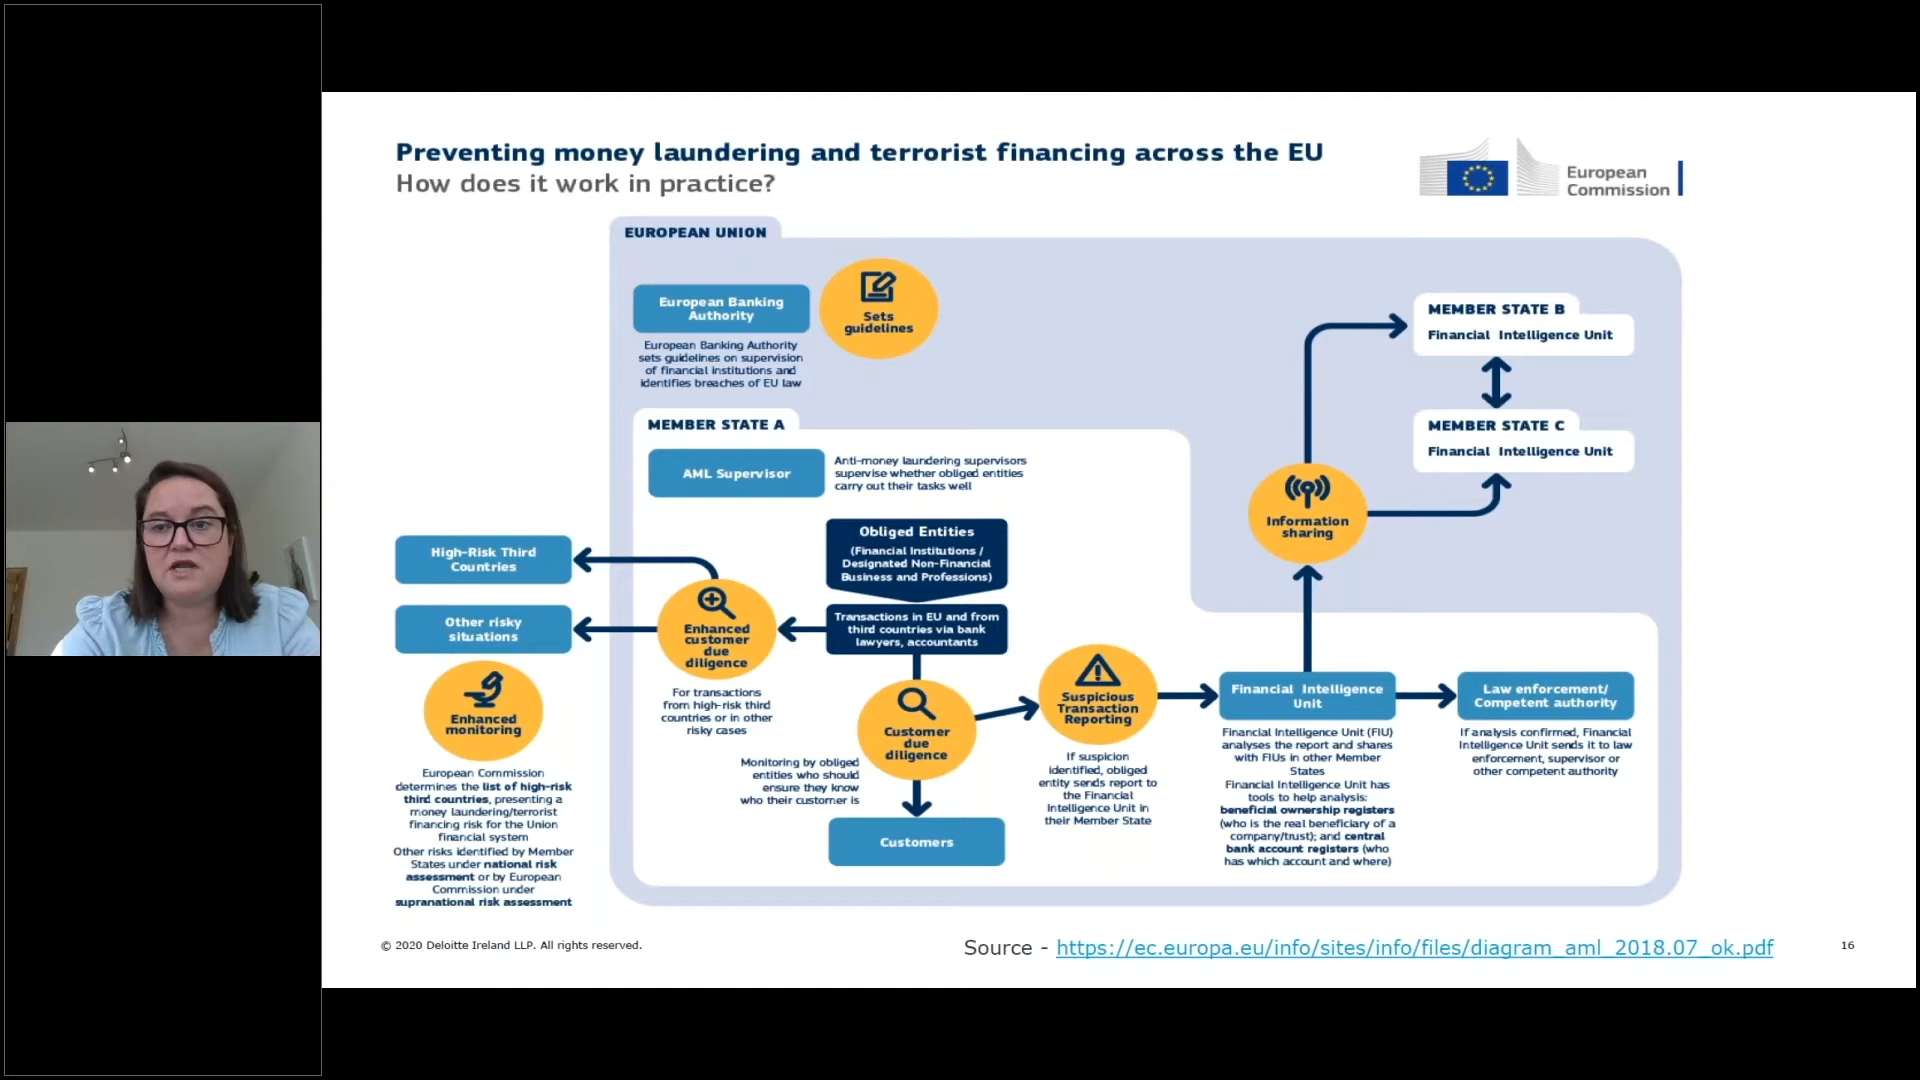 Preventing money laundering and terrorist financing across the EU
How does it work in practice?
European
Commission
EUROPEAN UNION
European Banking
Authority
Sets
guidelines
European Banking Authority
sets guidelines on supervision
of financial institutions and
identifies breaches of EU law
MEMBER STATE B
Financial Intelligence Unit
MEMBER STATE C
Financial Intelligence Unit
MEMBER STATE A
AML Supervisor
Anti-money laundering supervisors
supervise whether obliged entities
carry out their tasks well
Information
sharing
Obliged Entities
(Financial Institutions /
Designated Non-Financial
Business and Professions)
Transactions in EU and from
third countries via bank
lawyers, accountants
High-Risk Third
Countries
Other risky
situations
Enhanced
customer
due
diligence
For transactions
from high-risk third
countries or in other
risky cases
Enhanced
monitoring
European Commission
determines the list of high-risk
third countries, presenting a
money laundering/terrorist
financing risk for the Union
financial system
Other risks identified by Member
States under national risk
assessment or by European
Commission under
supranational risk assessment
Customer
due
diligence
Monitoring by obliged
entities who should
ensure they know
who their customer is
Customers
Suspicious
Transaction
Reporting
If suspicion
identified, obliged
entity sends report to
the Financial
Intelligence Unit in
their Member State
Financial Intelligence
Unit
Financial Intelligence Unit (FIU)
analyses the report and shares
with FIUs in other Member
States
Financial Intelligence Unit has
tools to help analysis:
beneficial ownership registers
(who is the real beneficiary of a
company/trust); and central
bank account registers (who
has which account and where)
Law enforcement/
Competent authority
If analysis confirmed, Financial
Intelligence Unit sends it to law
enforcement, supervisor or
other competent authority
© 2020 Deloitte Ireland LLP. All rights reserved.
Source - https://ec.europa.eu/info/sites/info/files/diagram_aml_2018.07_ok.pdf
16